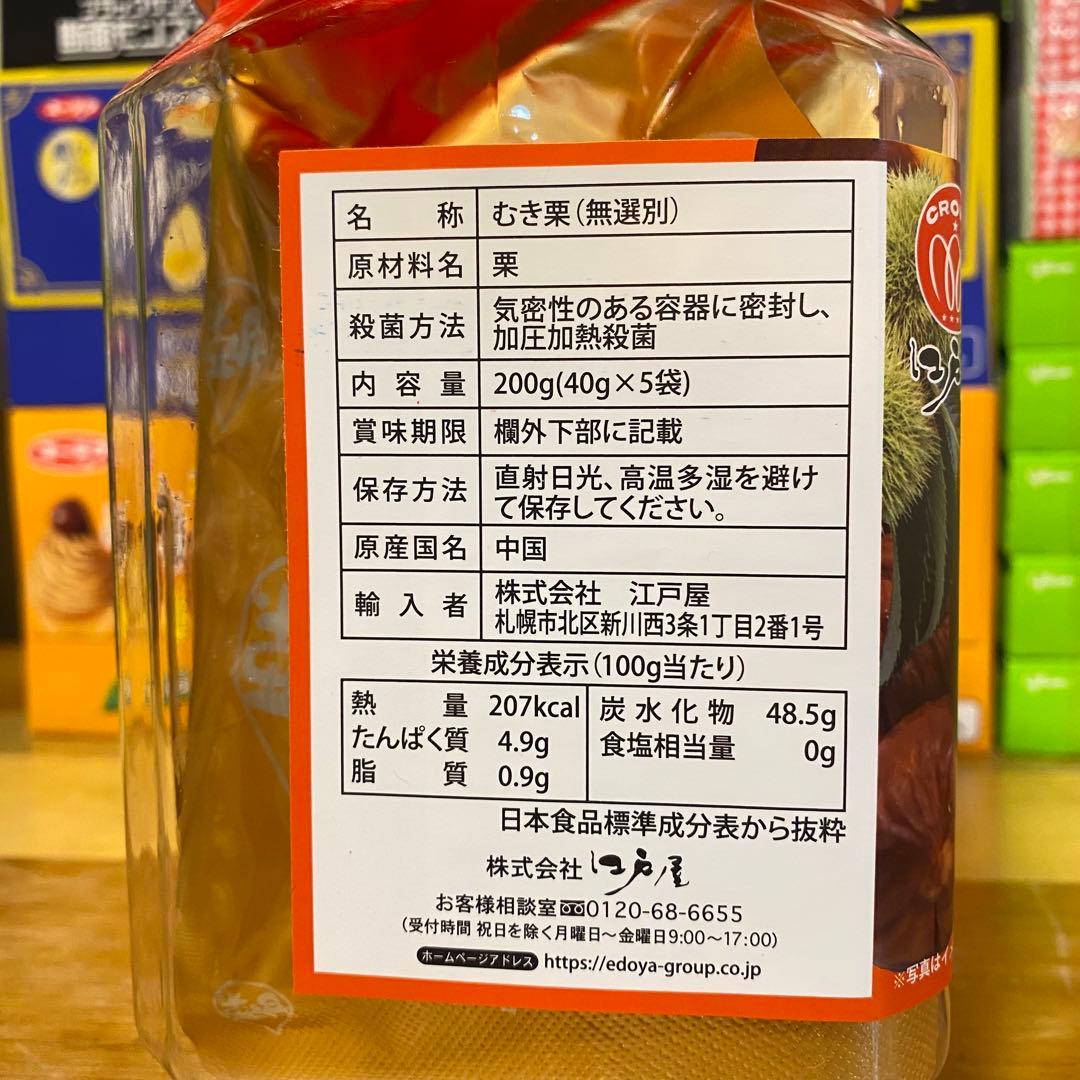 名称 むき栗(無選別)
原材料名 栗
殺菌方法 気密性のある容器に密封し、
加圧加熱殺菌
内容量 200g(40g×5袋)
賞味期限 欄外下部に記載
保存方法 直射日光、高温多湿を避け
て保存してください。
原産国名 中国
輸入者 株式会社 江戸屋
札幌市北区新川西3条1丁目2番1号
栄養成分表示(100g当たり)
熱量 207kcal 炭水化物 48.5g
たんぱく質 4.9g 食塩相当量 0g
脂質 0.9g
日本食品標準成分表から抜粋
株式会社 江戸屋
お客様相談室 0120-68-6655
(受付時間 祝日を除く月曜日~金曜日9:00~17:00)
ホームページアドレス https://edoya-group.co.jp
江戸
※写真はイ